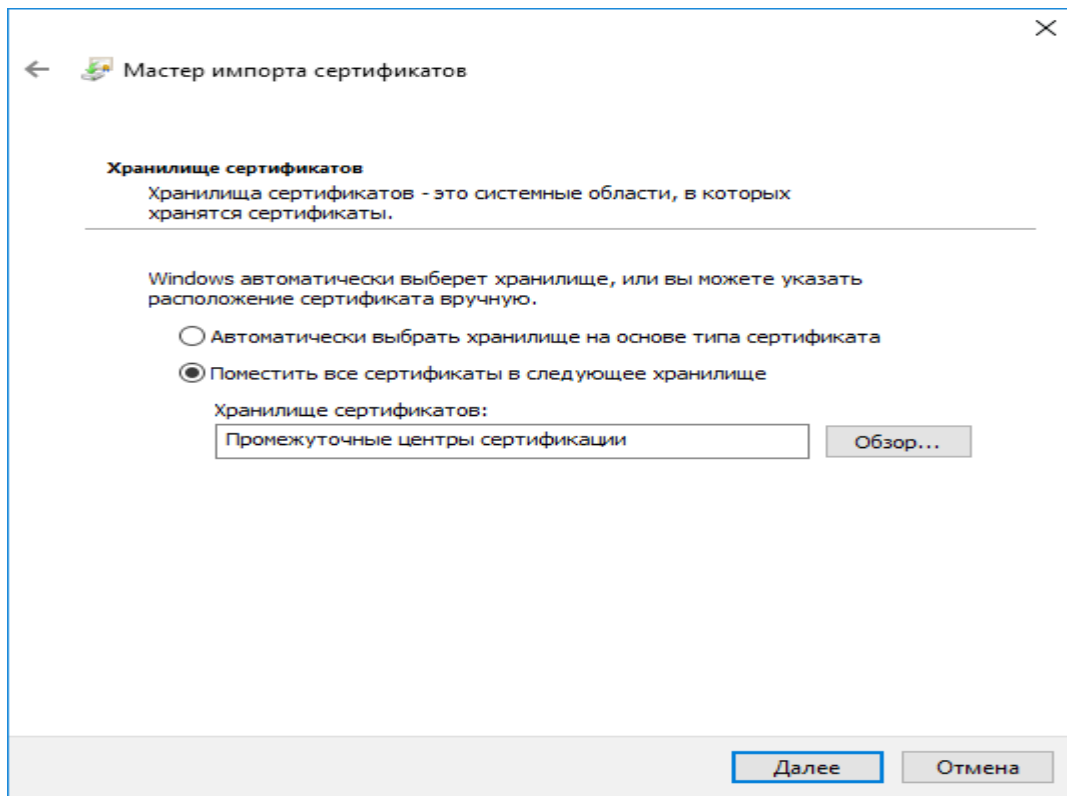 Мастер импорта сертификатов
Хранилище сертификатов
Хранилища сертификатов - это системные области, в которых
хранятся сертификаты.
Windows автоматически выберет хранилище, или вы можете указать
расположение сертификата вручную.
Автоматически выбрать хранилище на основе типа сертификата
Поместить все сертификаты в следующее хранилище
Хранилище сертификатов:
Промежуточные центры сертификации
Обзор...
Далее
Отмена